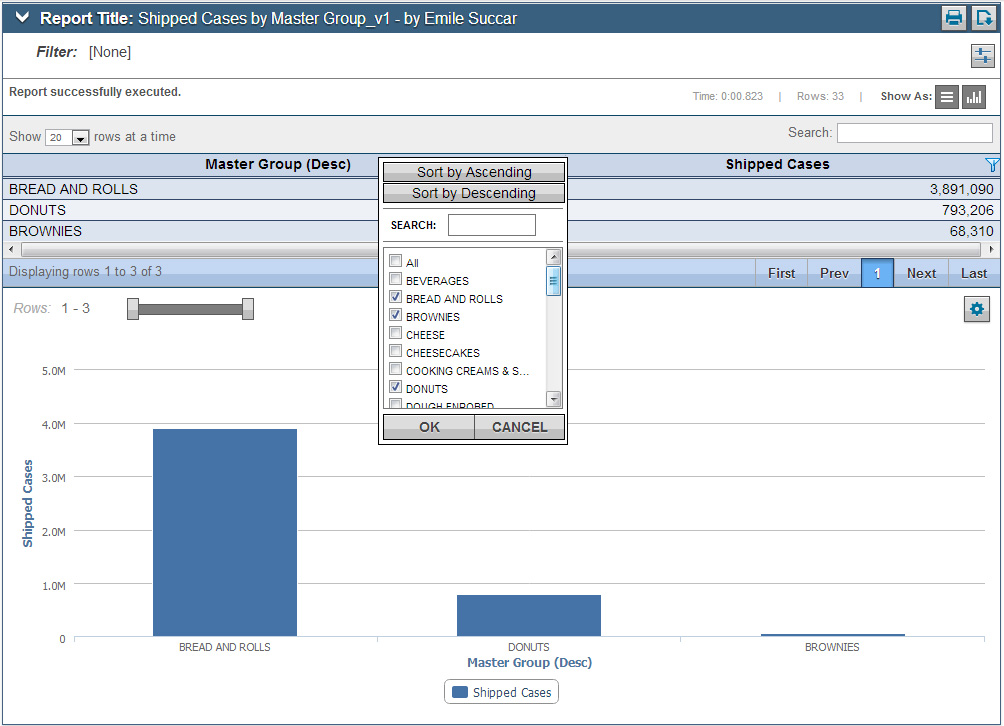 Report Title: Shipped Cases by Master Group_v1 - by Emile Succar
Filter: [None]
Report successfully executed.
Time: 0:00.823 | Rows: 33 | Show As:
Show 20 rows at a time
Search:
Master Group (Desc) Shipped Cases
BREAD AND ROLLS 3,891,090
DONUTS 793,206
BROWNIES 68,310
Displaying rows 1 to 3 of 3
First Prev 1 Next Last
Sort by Ascending
Sort by Descending
SEARCH:
All
BEVERAGES
BREAD AND ROLLS
BROWNIES
CHEESE
CHEESECAKES
COOKING CREAMS & S...
DONUTS
DOUGH ENROBED
OK CANCEL
Rows: 1 - 3
5.0M
4.0M
3.0M
2.0M
1.0M
0
Shipped Cases
BREAD AND ROLLS DONUTS BROWNIES
Master Group (Desc)
Shipped Cases